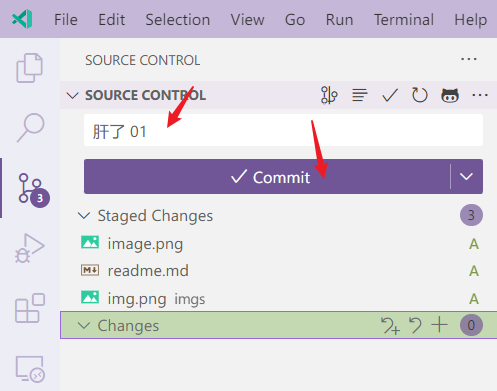 File Edit Selection View Go Run Terminal Help
SOURCE CONTROL
SOURCE CONTROL
肝了 01
Commit
3
Staged Changes 3
image.png A
M readme.md A
img.png imgs A
Changes 0